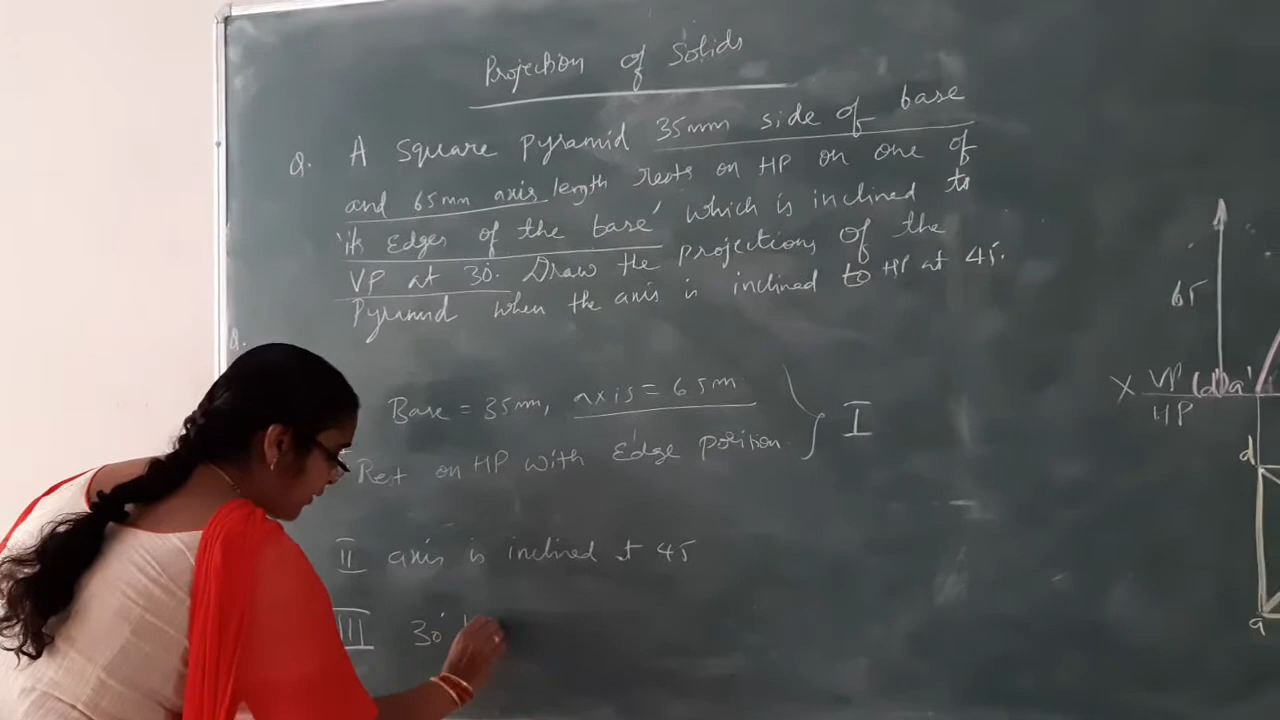 Projection of Solids
Q. A square pyramid 35mm side of base
and 65mm axis length rests on HP on one of
'its Edges of the base' which is inclined to
VP at 30°. Draw the projections of the
Pyramid when the axis is inclined to HP at 45.
Q.
Base = 35mm, axis = 65m
Rest on HP with Edge position
I
II axis is inclined at 45
III 30°
65
X VP (d')a'
HP
d
a